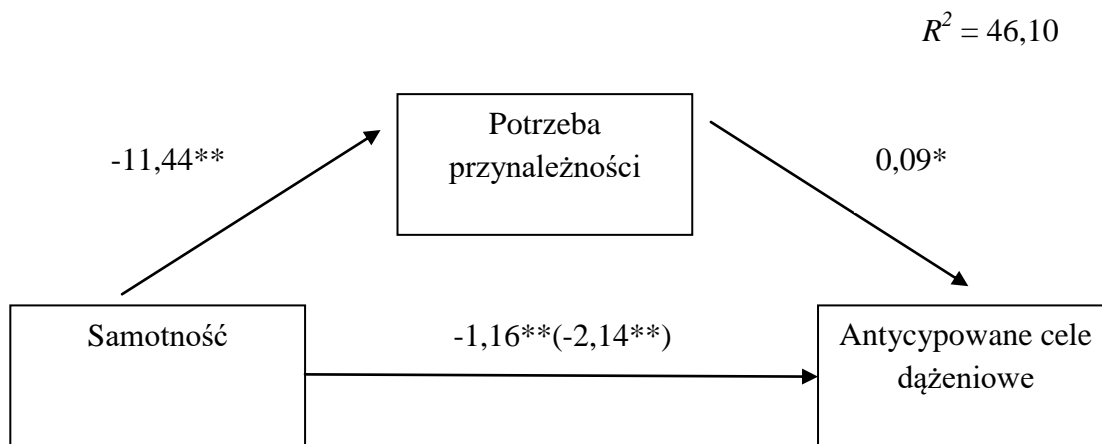 R² = 46,10
Potrzeba
przynależności
-11,44**
0,09*
Samotność
-1,16**(-2,14**)
Antycypowane cele
dążeniowe